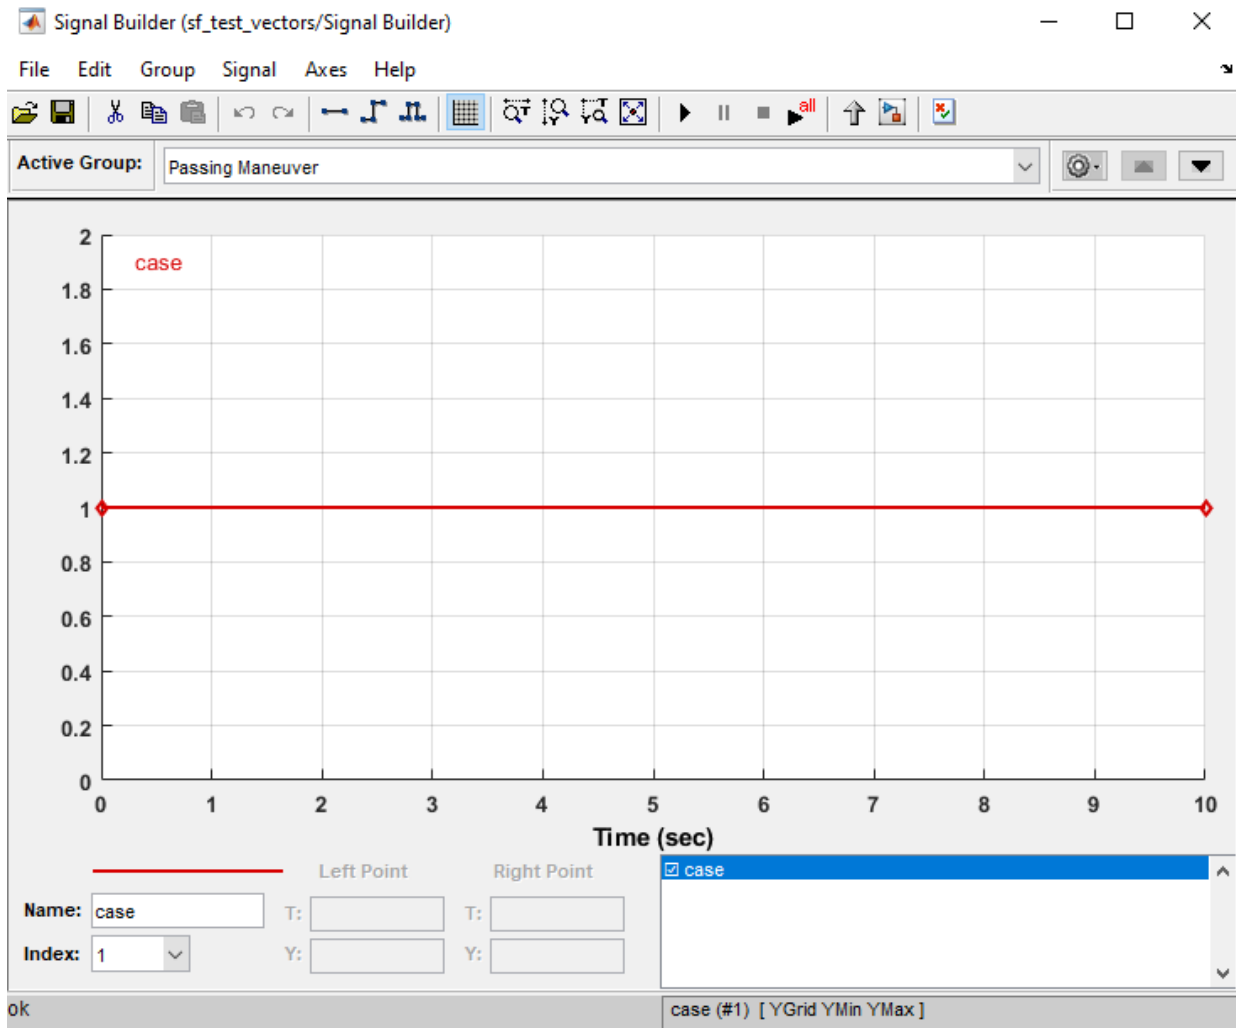 Signal Builder (sf_test_vectors/Signal Builder)
File Edit Group Signal Axes Help
all
Active Group: Passing Maneuver
2
case
1.8
1.6
1.4
1.2
1
0.8
0.6
0.4
0.2
0
0 1 2 3 4 5 6 7 8 9 10
Time (sec)
Left Point Right Point case
Name: case T: T:
Index: 1 Y: Y:
ok case (#1) [ YGrid YMin YMax ]